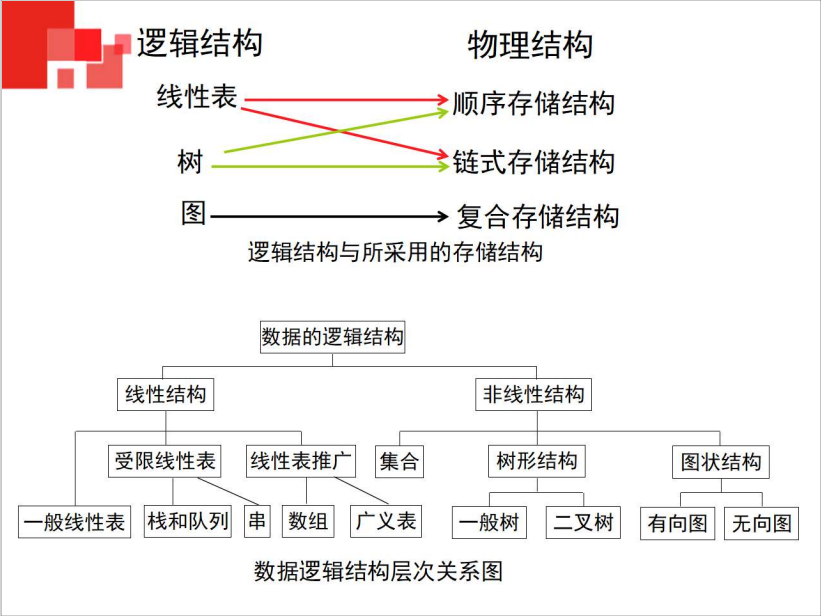 逻辑结构 物理结构
线性表 顺序存储结构
树 链式存储结构
图 复合存储结构
逻辑结构与所采用的存储结构
数据的逻辑结构
线性结构 非线性结构
受限线性表 线性表推广 集合 树形结构 图状结构
一般线性表 栈和队列 串 数组 广义表 一般树 二叉树 有向图 无向图
数据逻辑结构层次关系图